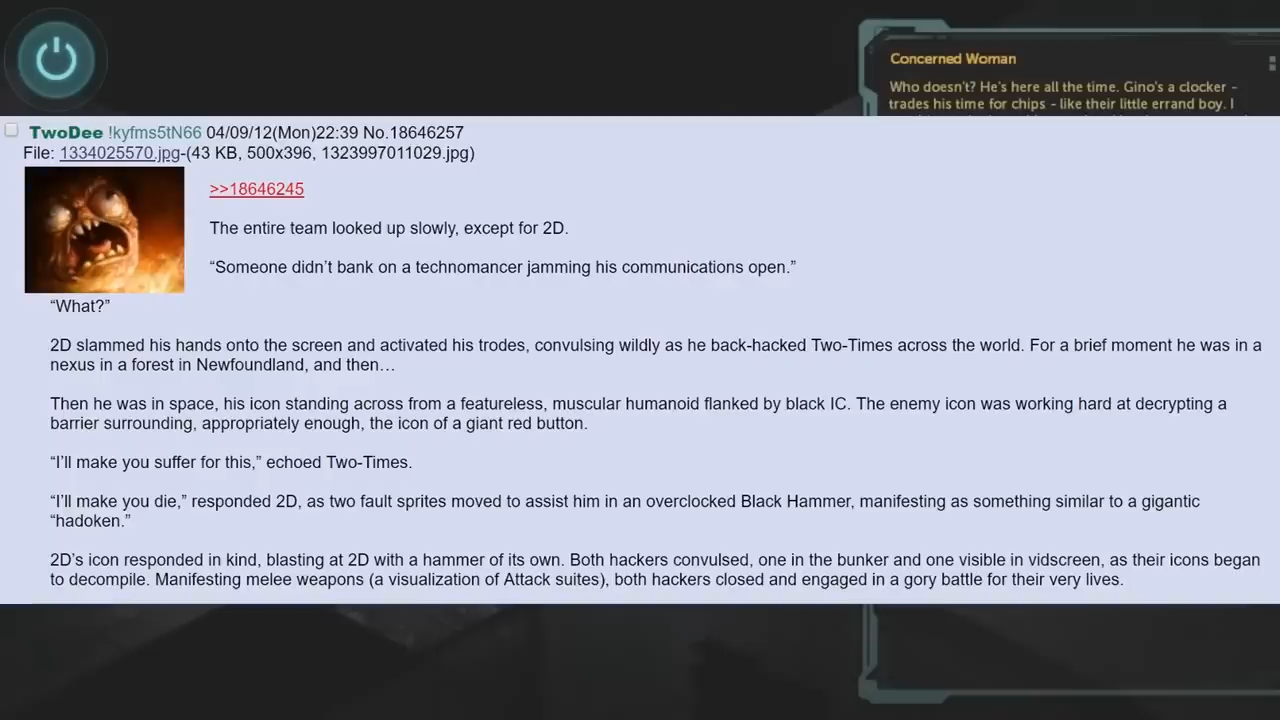 Concerned Woman
Who doesn't? He's here all the time. Gino's a clocker -
trades his time for chips - like their little errand boy. I
TwoDee !kyfms5tN66 04/09/12(Mon)22:39 No.18646257
File: 1334025570.jpg-(43 KB, 500x396, 1323997011029.jpg)
>>18646245
The entire team looked up slowly, except for 2D.
“Someone didn’t bank on a technomancer jamming his communications open.”
“What?”
2D slammed his hands onto the screen and activated his trodes, convulsing wildly as he back-hacked Two-Times across the world. For a brief moment he was in a
nexus in a forest in Newfoundland, and then…
Then he was in space, his icon standing across from a featureless, muscular humanoid flanked by black IC. The enemy icon was working hard at decrypting a
barrier surrounding, appropriately enough, the icon of a giant red button.
“I’ll make you suffer for this,” echoed Two-Times.
“I’ll make you die,” responded 2D, as two fault sprites moved to assist him in an overclocked Black Hammer, manifesting as something similar to a gigantic
“hadoken.”
2D’s icon responded in kind, blasting at 2D with a hammer of its own. Both hackers convulsed, one in the bunker and one visible in vidscreen, as their icons began
to decompile. Manifesting melee weapons (a visualization of Attack suites), both hackers closed and engaged in a gory battle for their very lives.